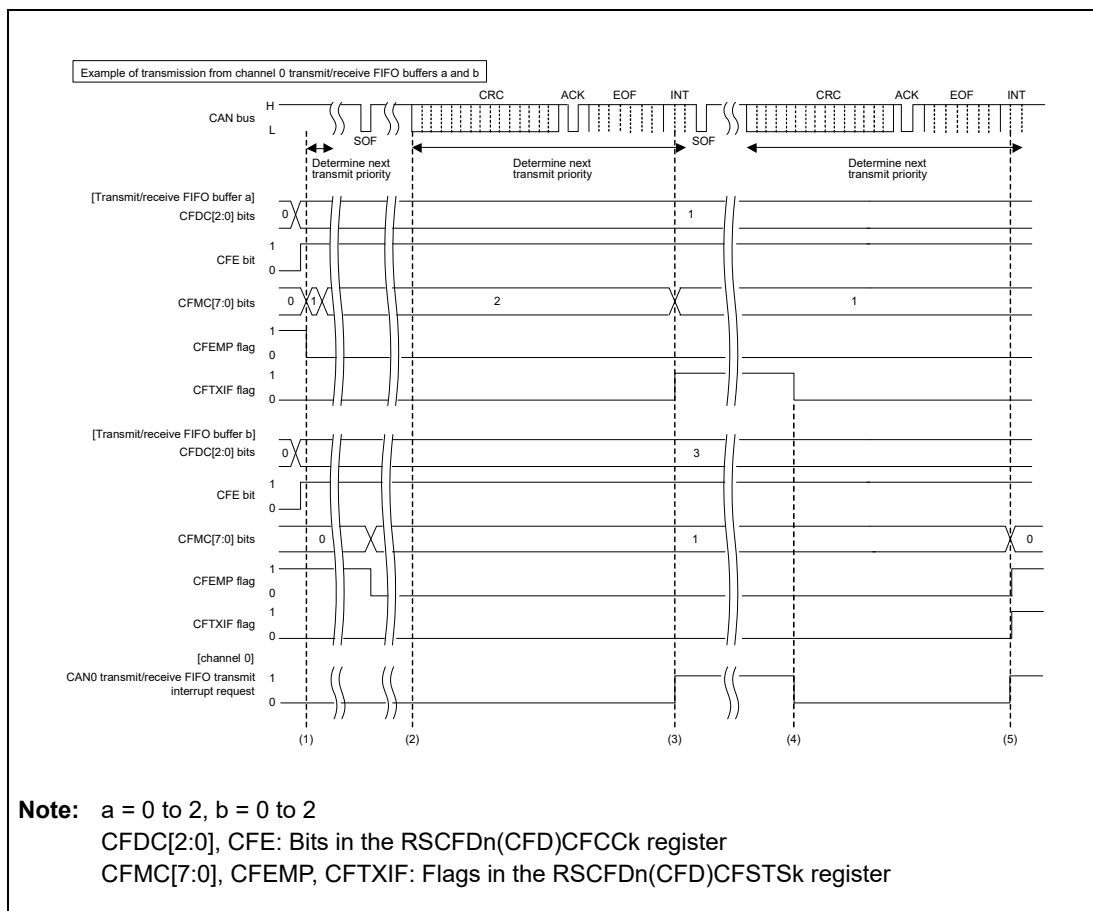 Example of transmission from channel 0 transmit/receive FIFO buffers a and b
CRC ACK EOF INT CRC ACK EOF INT
H
CAN bus
L
SOF SOF
Determine next transmit priority
Determine next transmit priority
Determine next transmit priority
[Transmit/receive FIFO buffer a]
CFDC[2:0] bits 0 1
CFE bit 1 0
CFMC[7:0] bits 0 1 2 1
CFEMP flag 1 0
CFTXIF flag 1 0
[Transmit/receive FIFO buffer b]
CFDC[2:0] bits 0 3
CFE bit 1 0
CFMC[7:0] bits 0 1 0
CFEMP flag 1 0
CFTXIF flag 1 0
[channel 0]
CAN0 transmit/receive FIFO transmit 1
interrupt request 0
(1) (2) (3) (4) (5)
Note: a = 0 to 2, b = 0 to 2
CFDC[2:0], CFE: Bits in the RSCFDn(CFD)CFCCk register
CFMC[7:0], CFEMP, CFTXIF: Flags in the RSCFDn(CFD)CFSTSk register